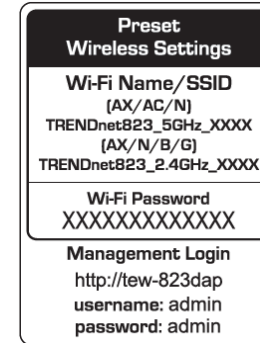 Preset
Wireless Settings
Wi-Fi Name/SSID
(AX/AC/N)
TRENDnet823_5GHz_XXXX
(AX/N/B/G)
TRENDnet823_2.4GHz_XXXX
Wi-Fi Password
XXXXXXXXXXXXX
Management Login
http://tew-823dap
username: admin
password: admin